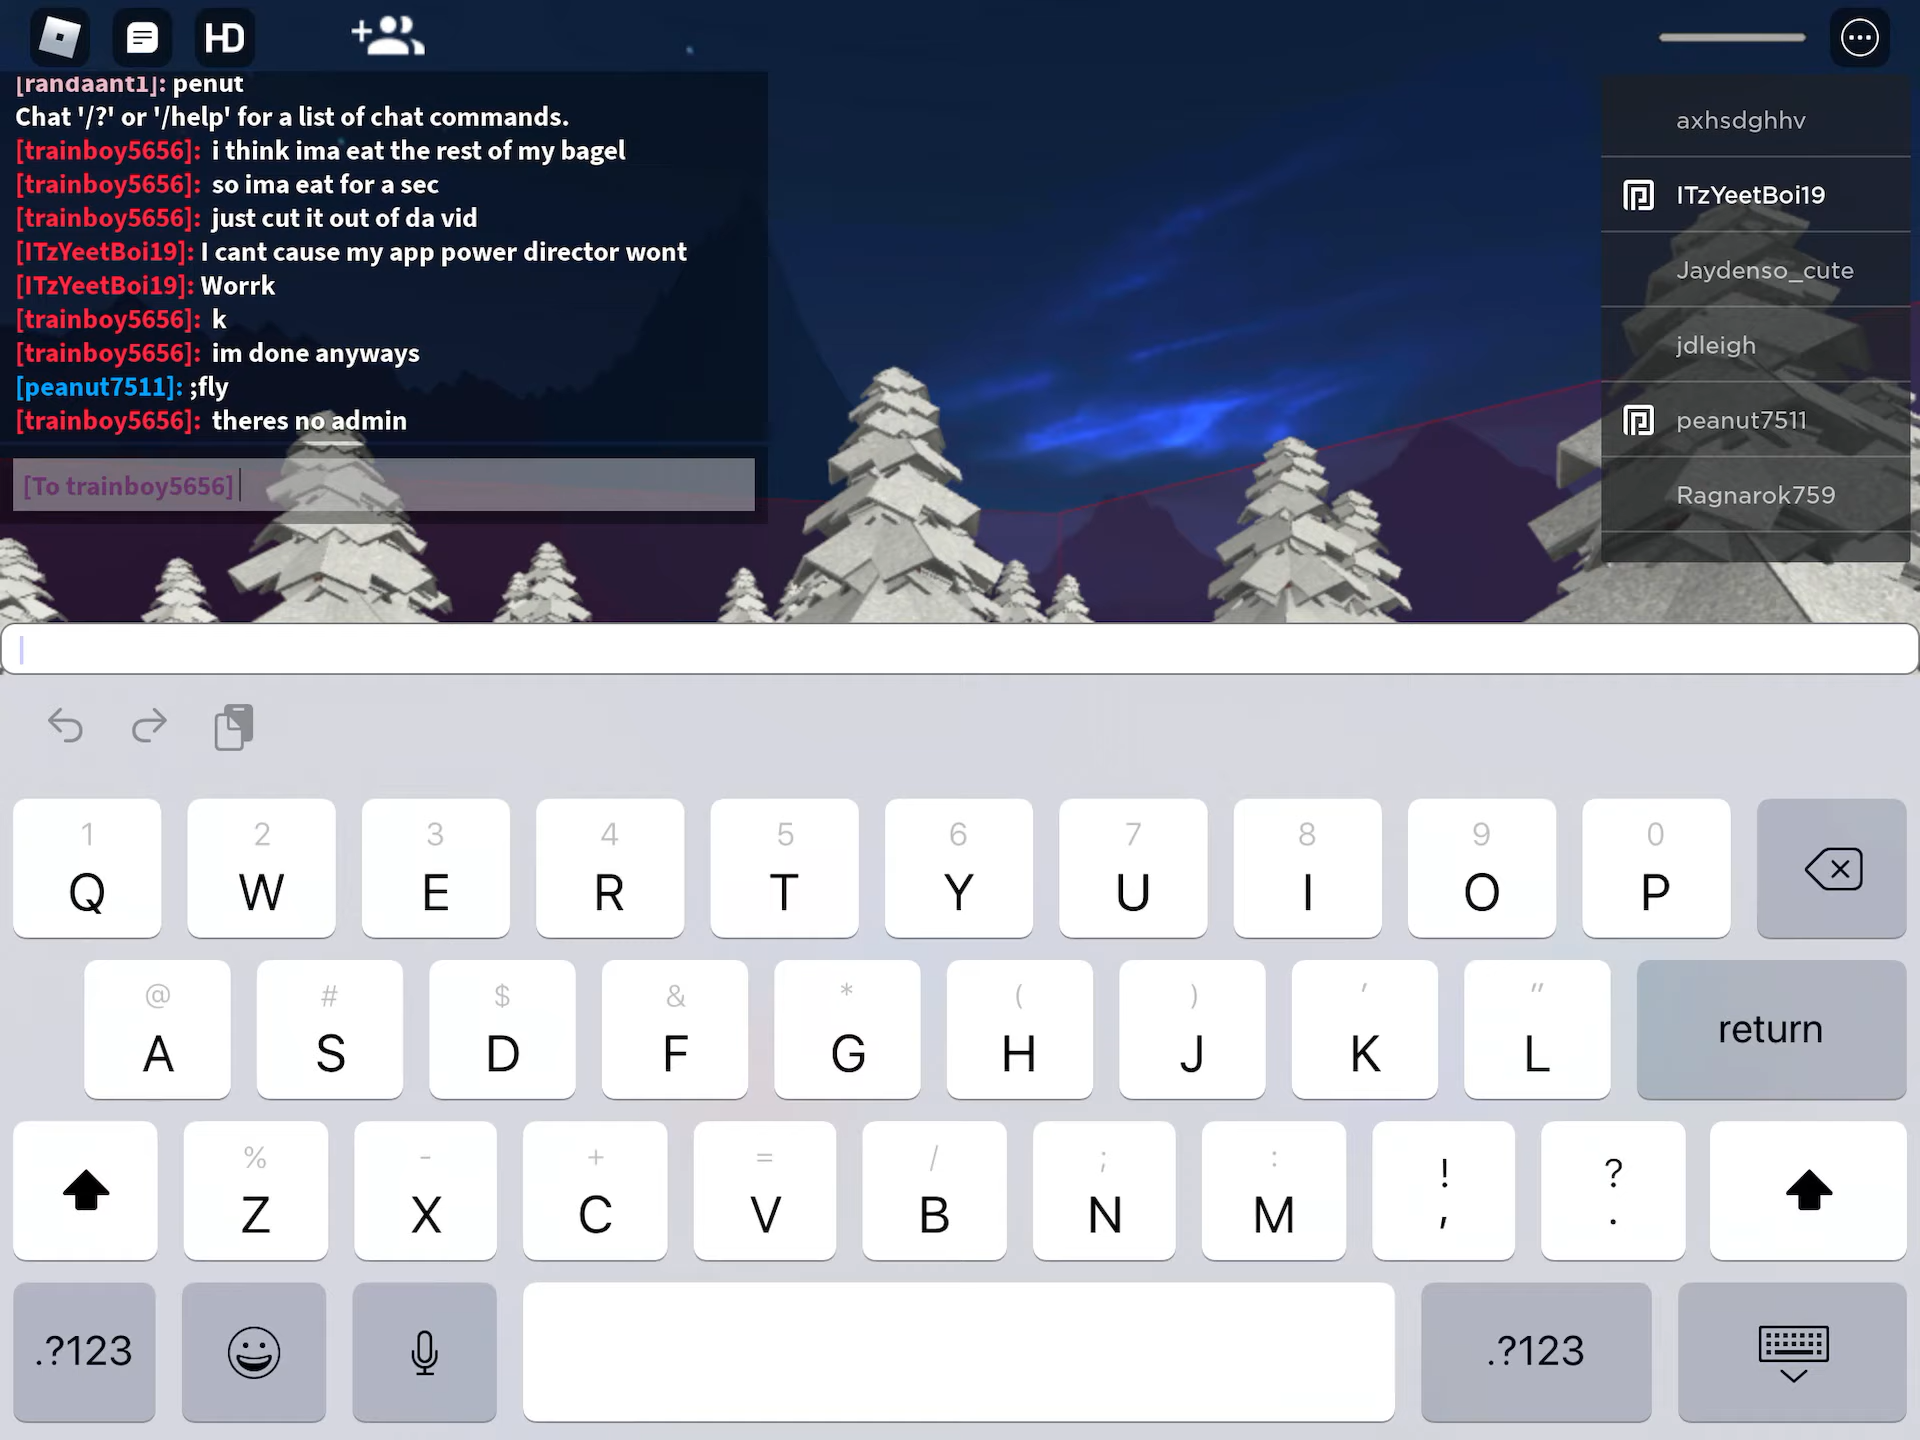 HD
[randaant1]: penut
Chat '/?' or '/help' for a list of chat commands.
[trainboy5656]: i think ima eat the rest of my bagel
[trainboy5656]: so ima eat for a sec
[trainboy5656]: just cut it out of da vid
[ITzYeetBoi19]: I cant cause my app power director wont
[ITzYeetBoi19]: Worrk
[trainboy5656]: k
[trainboy5656]: im done anyways
[peanut7511]: ;fly
[trainboy5656]: theres no admin
[To trainboy5656]
axhsdghhv
ITzYeetBoi19
Jaydenso_cute
jdleigh
peanut7511
Ragnarok759
1 2 3 4 5 6 7 8 9 0
Q W E R T Y U I O P
@ # $ & * ( ) ' "
A S D F G H J K L return
% - + = / ; : ! ?
Z X C V B N M , .
.?123 .?123